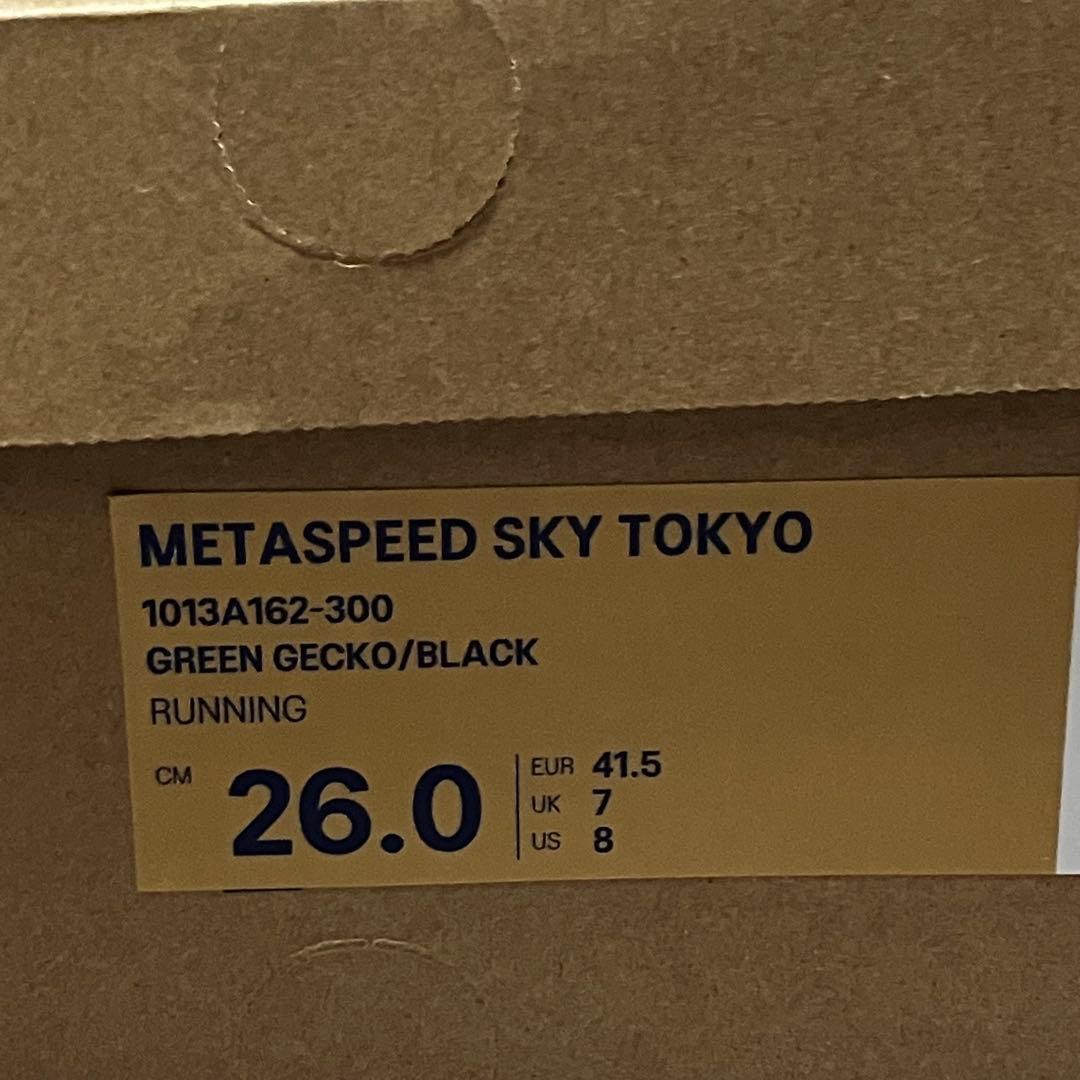 METASPEED SKY TOKYO
1013A162-300
GREEN GECKO/BLACK
RUNNING
CM 26.0
EUR 41.5
UK 7
US 8